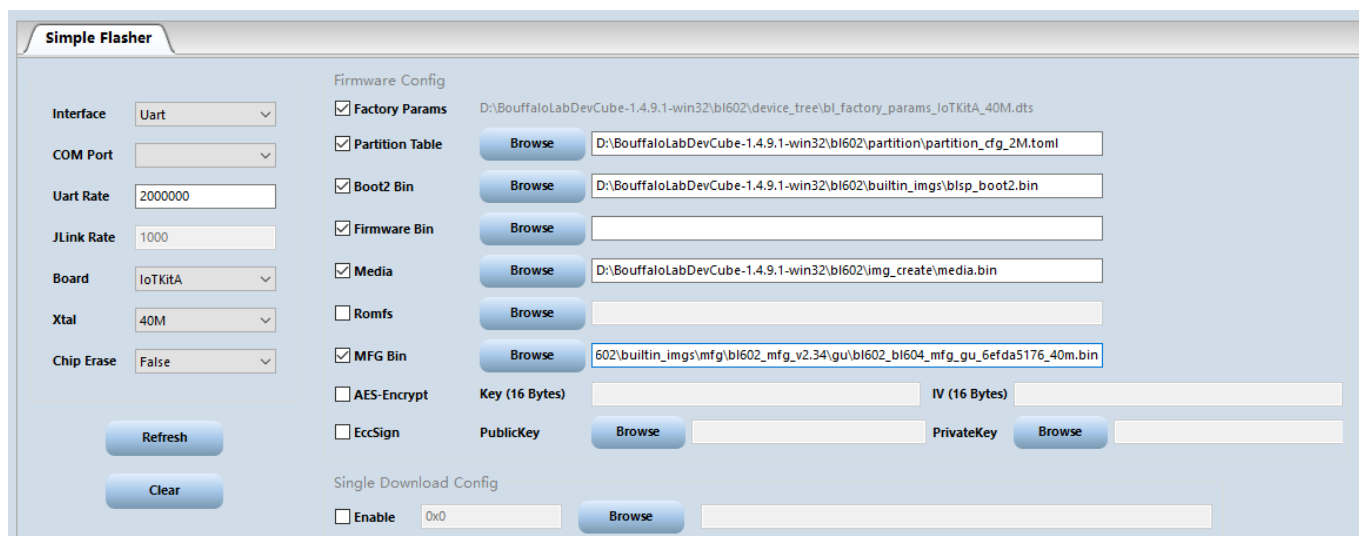 Simple Flasher
Firmware Config
Interface Uart
COM Port
Uart Rate 2000000
JLink Rate 1000
Board IoTKitA
Xtal 40M
Chip Erase False
Refresh
Clear
Factory Params D:\BouffaloLabDevCube-1.4.9.1-win32\bl602\device_tree\bl_factory_params_IoTKitA_40M.dts
Partition Table Browse D:\BouffaloLabDevCube-1.4.9.1-win32\bl602\partition\partition_cfg_2M.toml
Boot2 Bin Browse D:\BouffaloLabDevCube-1.4.9.1-win32\bl602\builtin_imgs\blsp_boot2.bin
Firmware Bin Browse
Media Browse D:\BouffaloLabDevCube-1.4.9.1-win32\bl602\img_create\media.bin
Romfs Browse
MFG Bin Browse 602\builtin_imgs\mfg\bl602_mfg_v2.34\gu\bl602_bl604_mfg_gu_6efda5176_40m.bin
AES-Encrypt Key (16 Bytes) IV (16 Bytes)
EccSign PublicKey Browse PrivateKey Browse
Single Download Config
Enable 0x0 Browse